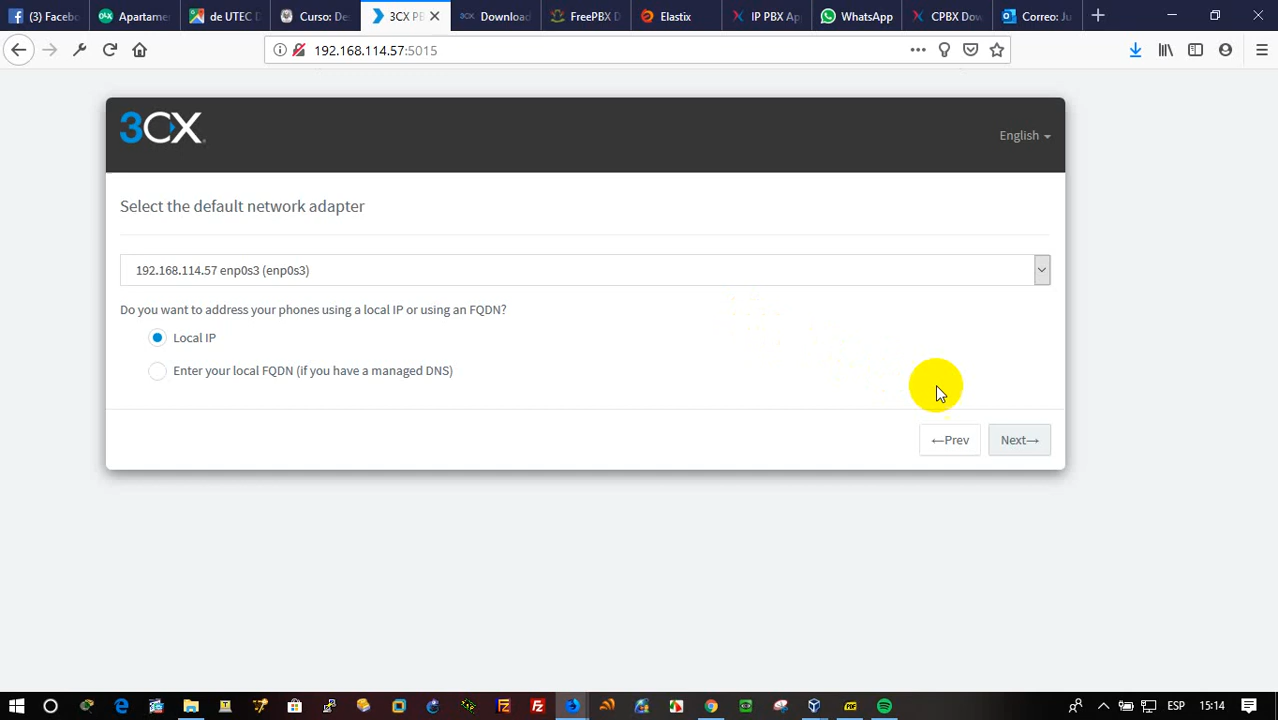 (3) Facebo
Apartamer
de UTEC D
Curso: De
3CX PB
Download
FreePBX D
Elastix
IP PBX Ap
WhatsApp
CPBX Dow
Correo: Ju
192.168.114.57:5015
3CX
English
Select the default network adapter
192.168.114.57 enp0s3 (enp0s3)
Do you want to address your phones using a local IP or using an FQDN?
Local IP
Enter your local FQDN (if you have a managed DNS)
←Prev
Next→
ESP
15:14